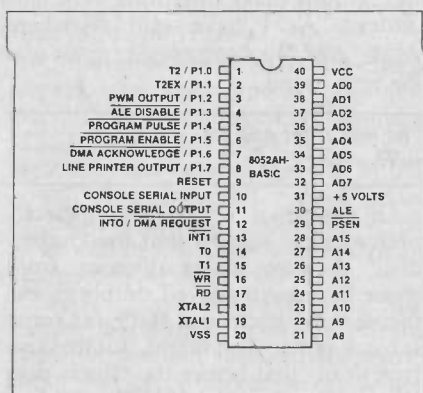 T2 / P1.0 1 40 VCC
T2EX / P1.1 2 39 AD0
PWM OUTPUT / P1.2 3 38 AD1
ALE DISABLE / P1.3 4 37 AD2
PROGRAM PULSE / P1.4 5 36 AD3
PROGRAM ENABLE / P1.5 6 35 AD4
DMA ACKNOWLEDGE / P1.6 7 34 AD5
LINE PRINTER OUTPUT / P1.7 8 33 AD6
RESET 9 32 AD7
CONSOLE SERIAL INPUT 10 31 +5 VOLTS
CONSOLE SERIAL OUTPUT 11 30 ALE
INT0 / DMA REQUEST 12 29 PSEN
INT1 13 28 A15
T0 14 27 A14
T1 15 26 A13
WR 16 25 A12
RD 17 24 A11
XTAL2 18 23 A10
XTAL1 19 22 A9
VSS 20 21 A8
8052AH-
BASIC